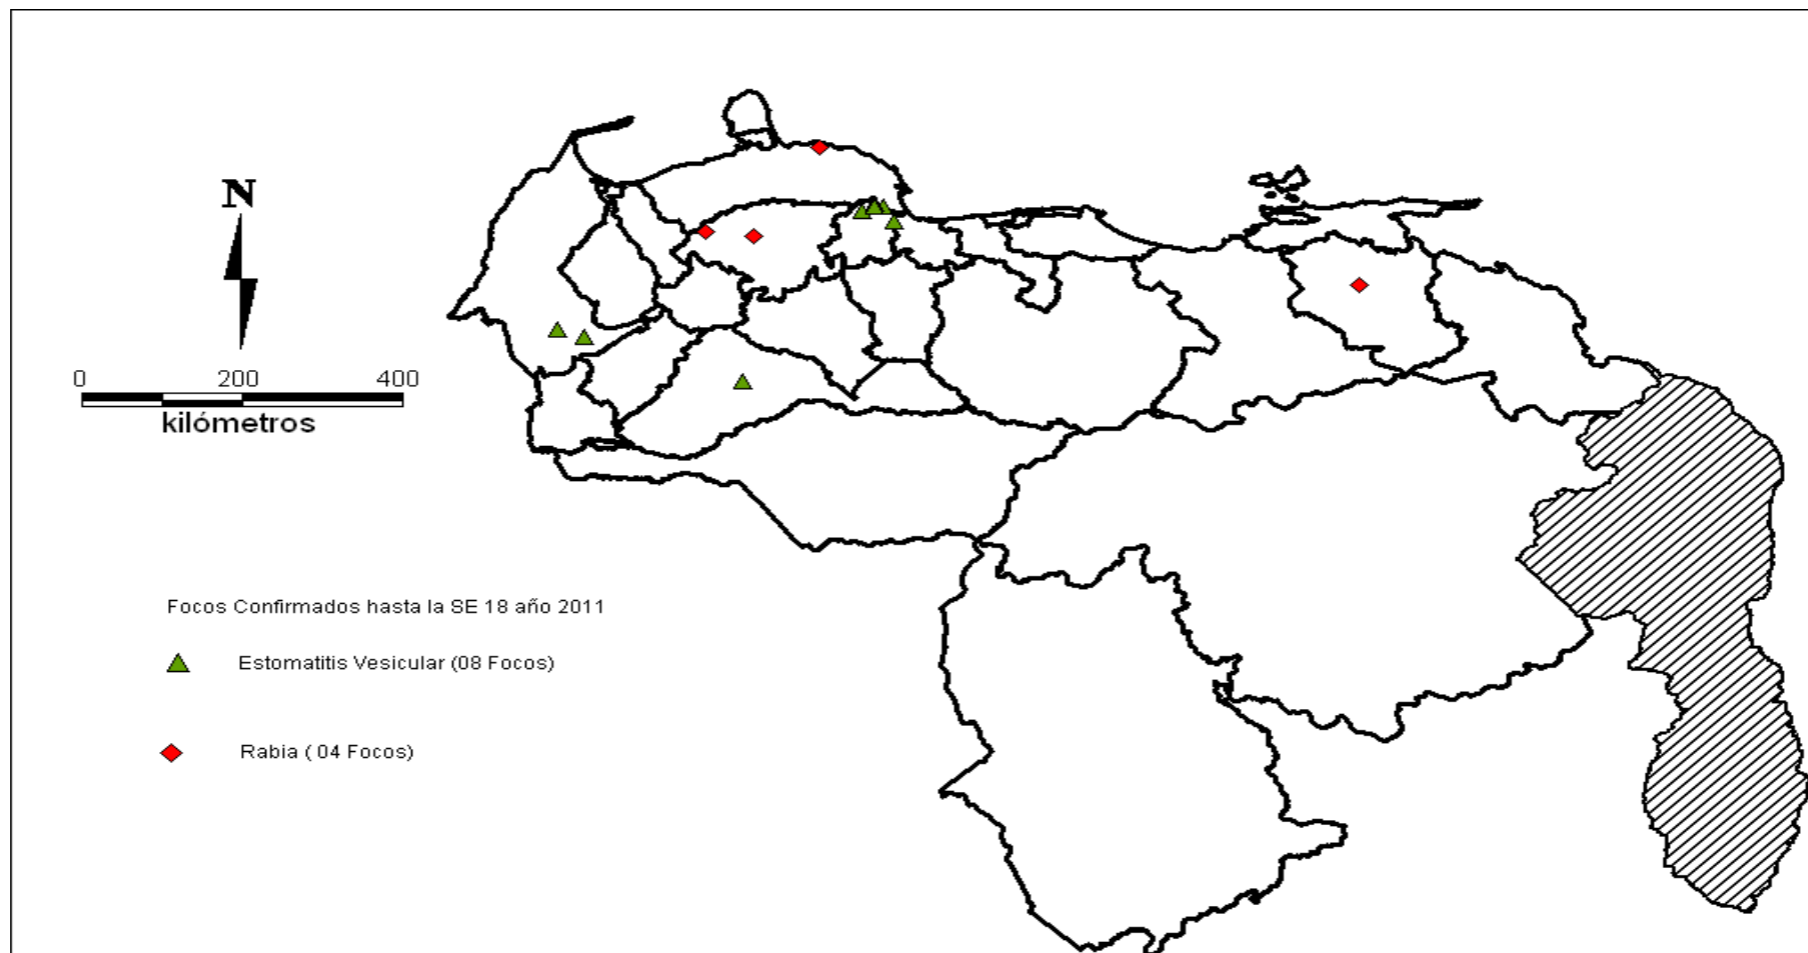 N
0 200 400
kilómetros
Focos Confirmados hasta la SE 18 año 2011
Estomatitis Vesicular (08 Focos)
Rabia ( 04 Focos)